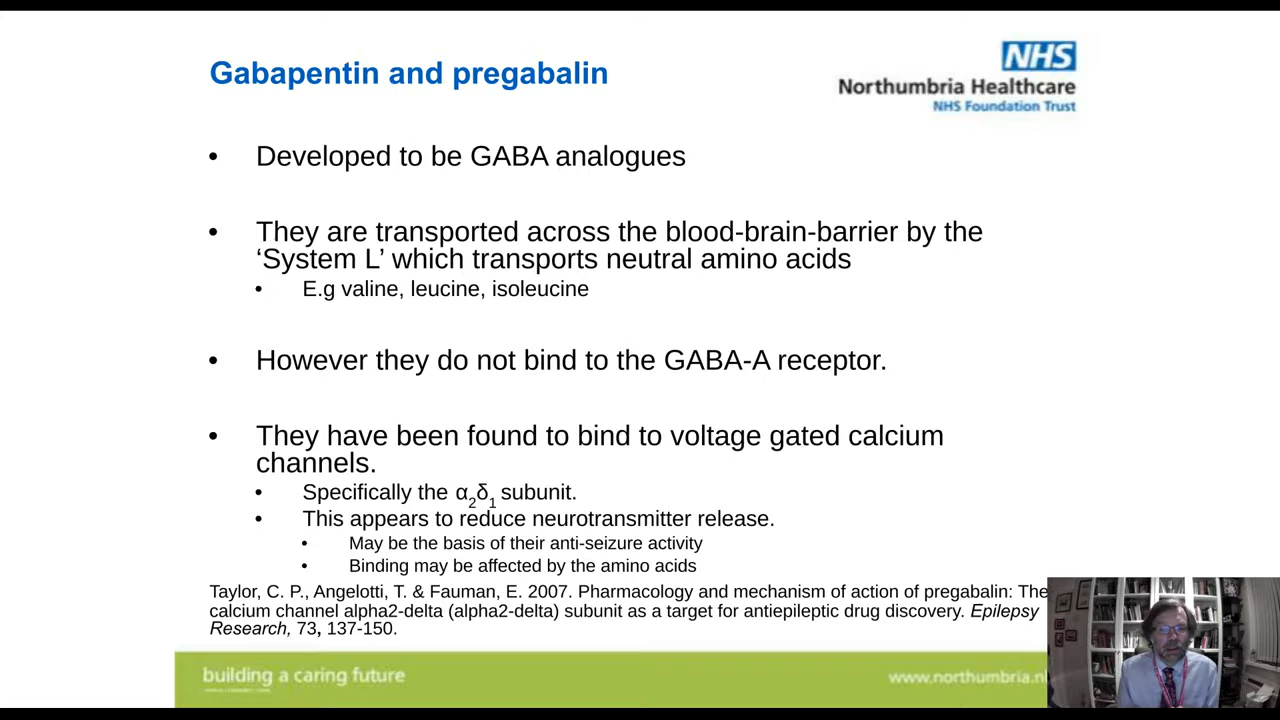 Gabapentin and pregabalin
NHS
Northumbria Healthcare
NHS Foundation Trust
• Developed to be GABA analogues
• They are transported across the blood-brain-barrier by the
‘System L’ which transports neutral amino acids
• E.g valine, leucine, isoleucine
• However they do not bind to the GABA-A receptor.
• They have been found to bind to voltage gated calcium
channels.
• Specifically the α₂δ₁ subunit.
• This appears to reduce neurotransmitter release.
• May be the basis of their anti-seizure activity
• Binding may be affected by the amino acids
Taylor, C. P., Angelotti, T. & Fauman, E. 2007. Pharmacology and mechanism of action of pregabalin: The
calcium channel alpha2-delta (alpha2-delta) subunit as a target for antiepileptic drug discovery. Epilepsy
Research, 73, 137-150.
building a caring future
www.northumbria.n